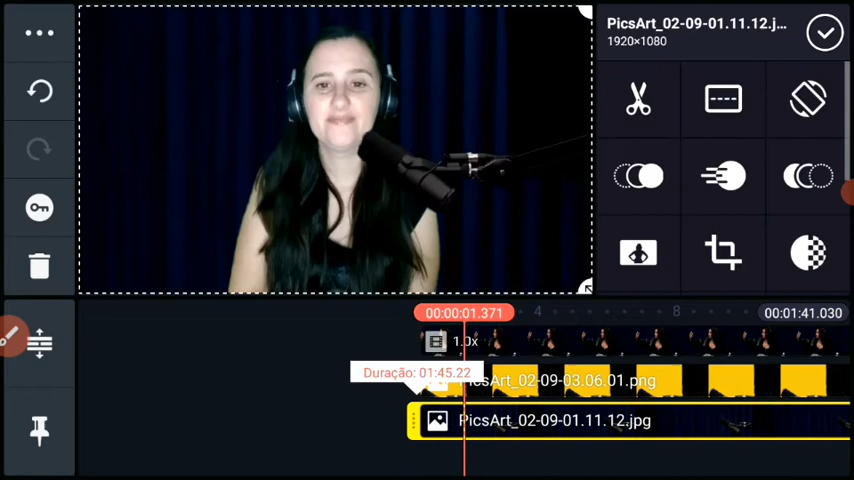 PicsArt_02-09-01.11.12.j...
1920×1080
00:00:01.371
4
8
00:01:41.030
1.0x
Duração: 01:45.22
PicsArt_02-09-03.06.01.png
PicsArt_02-09-01.11.12.jpg